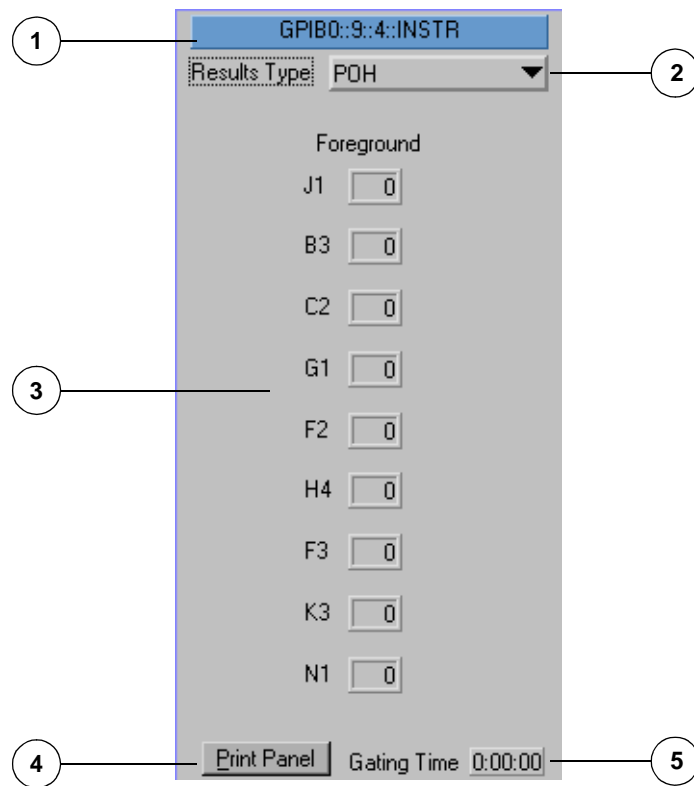 GPIB0::9::4::INSTR
1
Results Type POH
2
Foreground
J1 0
B3 0
C2 0
G1 0
3
F2 0
H4 0
F3 0
K3 0
N1 0
4
Print Panel Gating Time 0:00:00
5